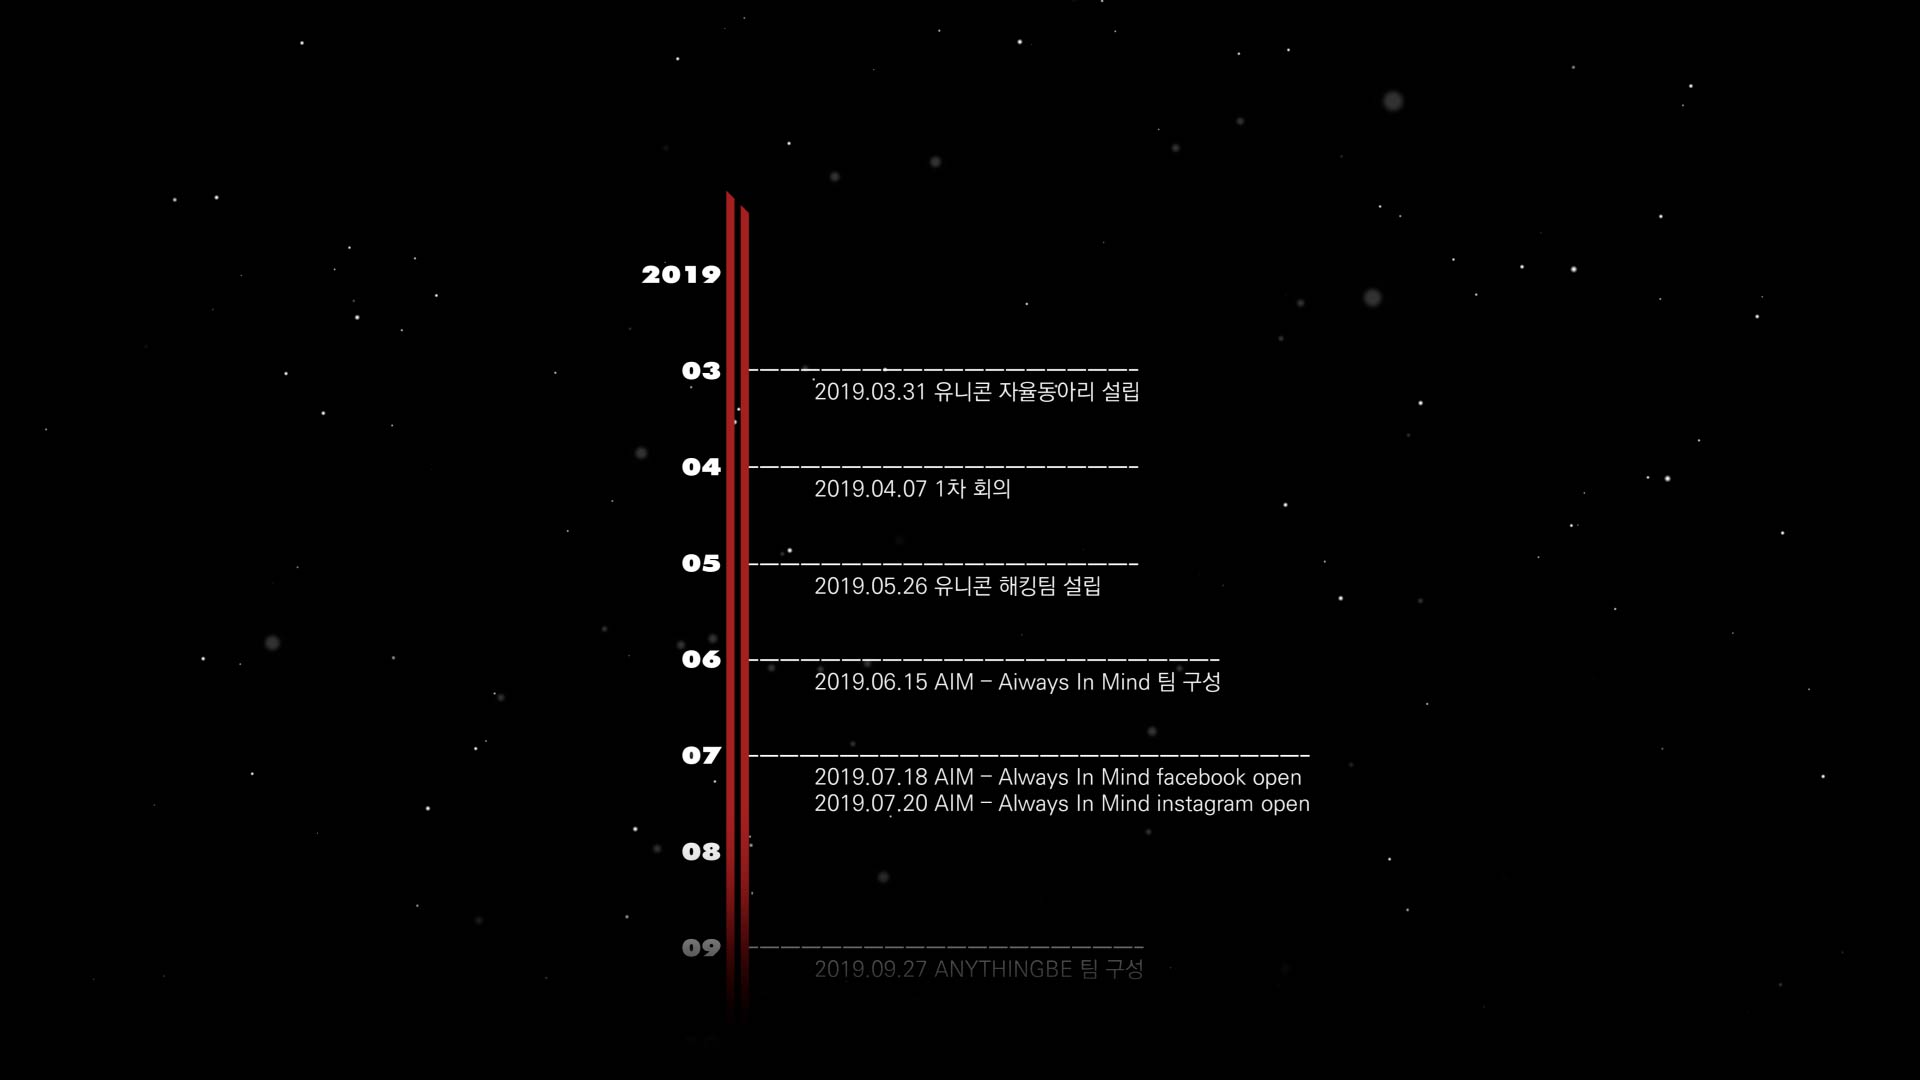 2019
03
2019.03.31 유니콘 자율동아리 설립
04
2019.04.07 1차 회의
05
2019.05.26 유니콘 해킹팀 설립
06
2019.06.15 AIM - Aiways In Mind 팀 구성
07
2019.07.18 AIM - Always In Mind facebook open
2019.07.20 AIM - Always In Mind instagram open
08
09
2019.09.27 ANYTHINGBE 팀 구성